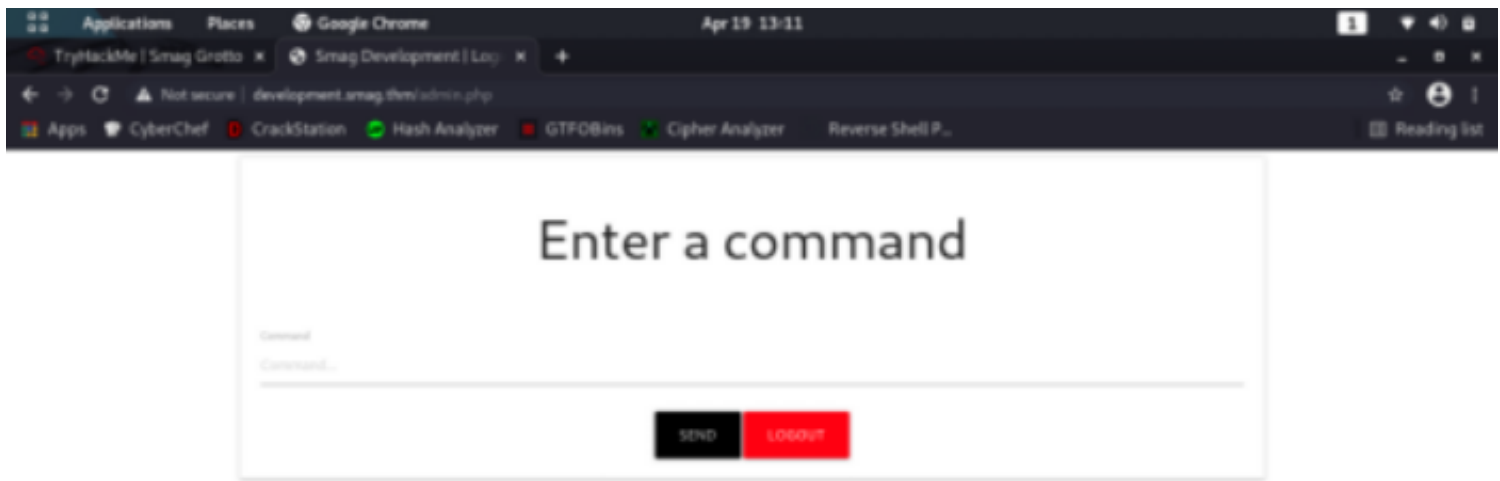 Applications Places Google Chrome Apr 19 13:11 1
TryHackMe | Smag Grotto Smag Development | Log
Not secure | development.smag.thm/admin.php
Apps CyberChef CrackStation Hash Analyzer GTFOBins Cipher Analyzer Reverse Shell P... Reading list
Enter a command
Command
Command...
SEND LOGOUT